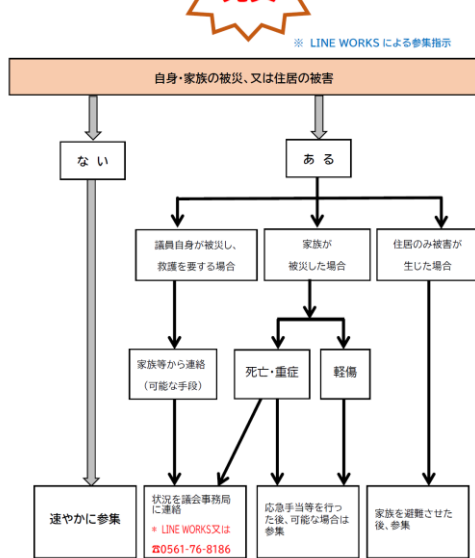 ※ LINE WORKS による参集指示
自身・家族の被災、又は住居の被害
ない
ある
議員自身が被災し、
救護を要する場合
家族が
被災した場合
住居のみ被害が
生じた場合
家族等から連絡
（可能な手段）
死亡・重症
軽傷
速やかに参集
状況を議会事務局
に連絡
* LINE WORKS又は
☎0561-76-8186
応急手当等を行っ
た後、可能な場合は
参集
家族を避難させた
後、参集